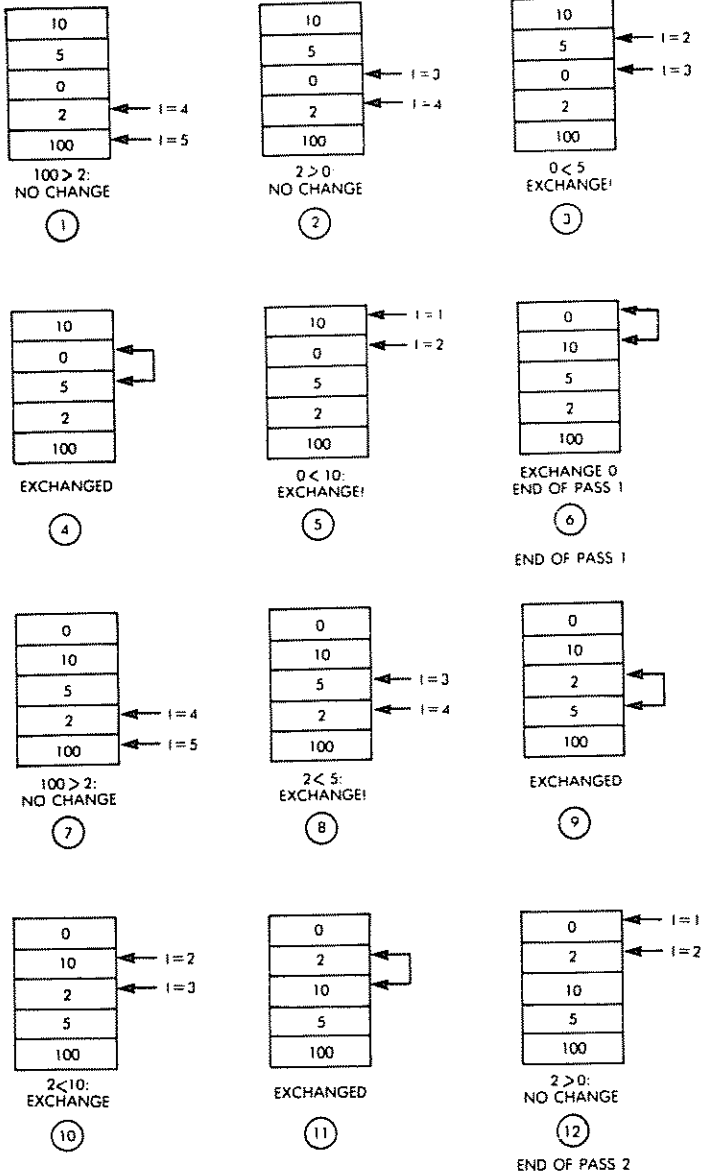 10
5
0
2 I=4
100 I=5
100 > 2:
NO CHANGE
1
10
5
0 I=3
2 I=4
100
2 > 0:
NO CHANGE
2
10
5 I=2
0 I=3
2
100
0 < 5
EXCHANGE!
3
10
0
5
2
100
EXCHANGED
4
10 I=1
0 I=2
5
2
100
0 < 10:
EXCHANGE!
5
0
10
5
2
100
EXCHANGE 0
END OF PASS 1
6
END OF PASS 1
0
10
5
2 I=4
100 I=5
100 > 2:
NO CHANGE
7
0
10
5 I=3
2 I=4
100
2 < 5:
EXCHANGE!
8
0
10
2
5
100
EXCHANGED
9
0
10 I=2
2 I=3
5
100
2<10:
EXCHANGE
10
0
2
10
5
100
EXCHANGED
11
0 I=1
2 I=2
10
5
100
2 > 0:
NO CHANGE
12
END OF PASS 2